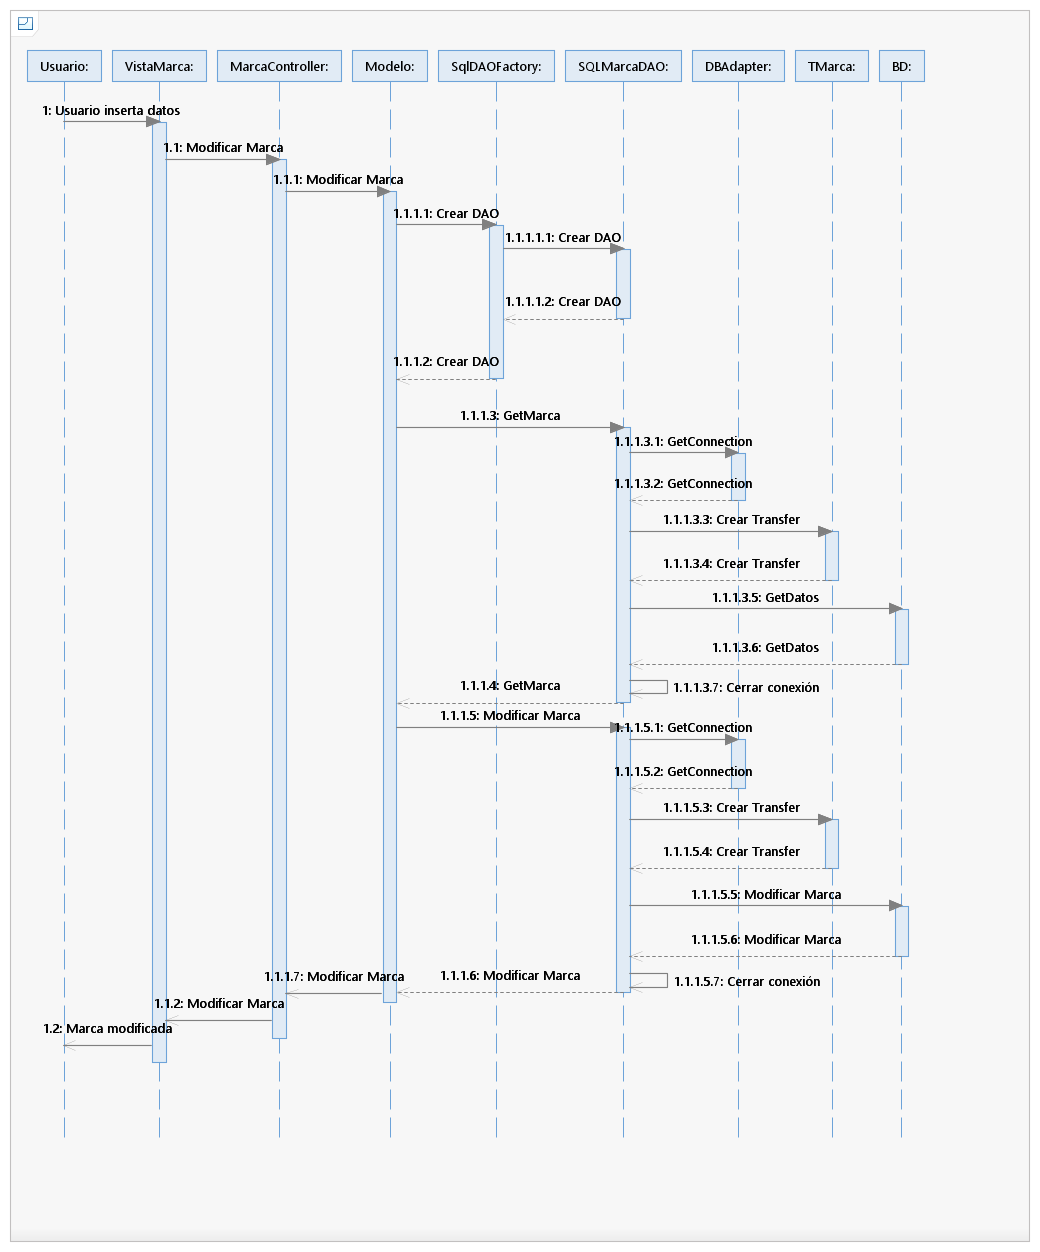 Usuario:
VistaMarca:
MarcaController:
Modelo:
SqlDAOFactory:
SQLMarcaDAO:
DBAdapter:
TMarca:
BD:
1: Usuario inserta datos
1.1: Modificar Marca
1.1.1: Modificar Marca
1.1.1.1: Crear DAO
1.1.1.1.1: Crear DAO
1.1.1.1.2: Crear DAO
1.1.1.2: Crear DAO
1.1.1.3: GetMarca
1.1.1.3.1: GetConnection
1.1.1.3.2: GetConnection
1.1.1.3.3: Crear Transfer
1.1.1.3.4: Crear Transfer
1.1.1.3.5: GetDatos
1.1.1.3.6: GetDatos
1.1.1.3.7: Cerrar conexión
1.1.1.4: GetMarca
1.1.1.5: Modificar Marca
1.1.1.5.1: GetConnection
1.1.1.5.2: GetConnection
1.1.1.5.3: Crear Transfer
1.1.1.5.4: Crear Transfer
1.1.1.5.5: Modificar Marca
1.1.1.5.6: Modificar Marca
1.1.1.5.7: Cerrar conexión
1.1.1.6: Modificar Marca
1.1.1.7: Modificar Marca
1.1.2: Modificar Marca
1.2: Marca modificada